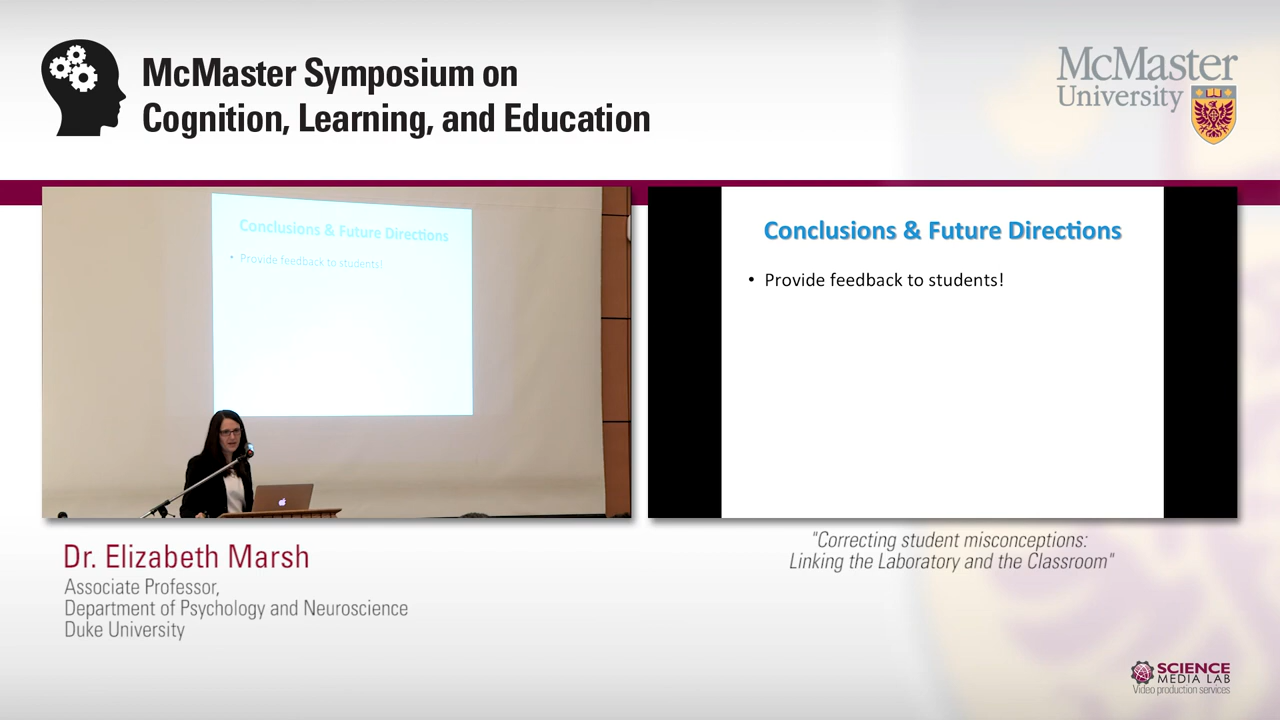 McMaster Symposium on
Cognition, Learning, and Education
McMaster
University
Conclusions & Future Directions
• Provide feedback to students!
Conclusions & Future Directions
• Provide feedback to students!
Dr. Elizabeth Marsh
Associate Professor,
Department of Psychology and Neuroscience
Duke University
"Correcting student misconceptions:
Linking the Laboratory and the Classroom"
SCIENCE
MEDIA LAB
Video production services